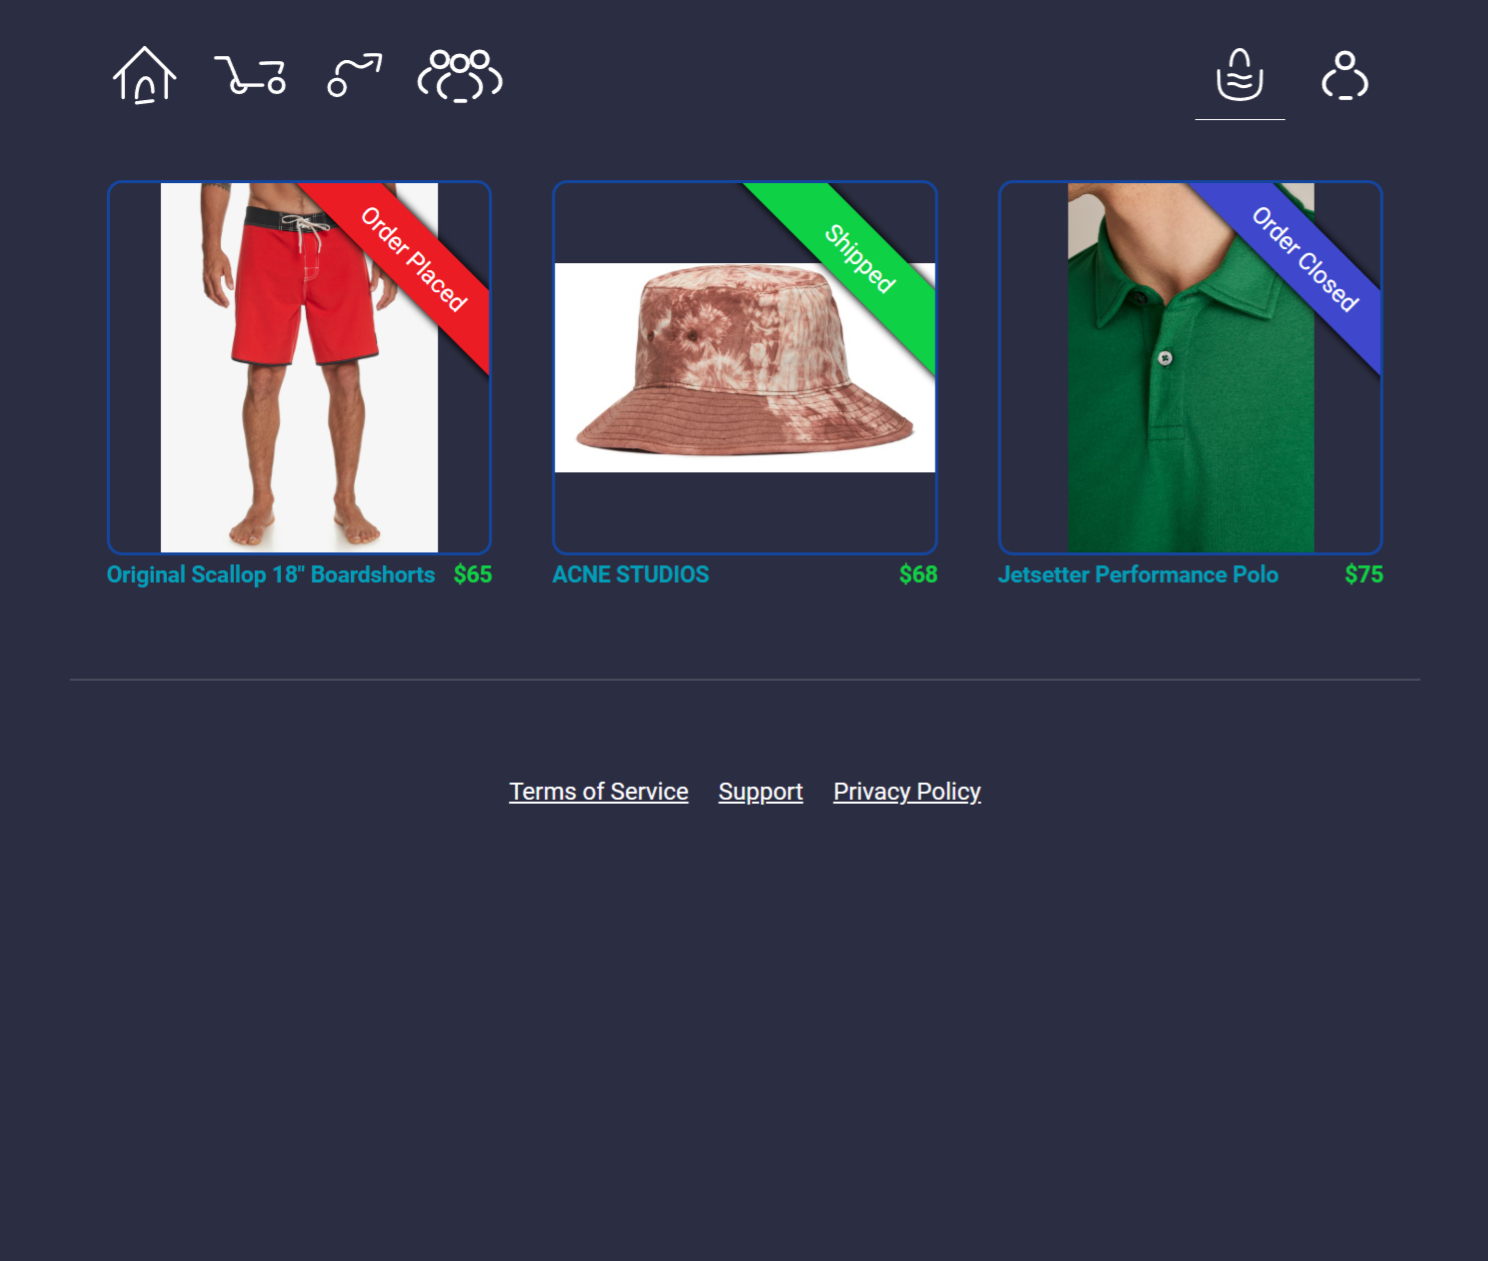 Order Placed
Shipped
Order Closed
Original Scallop 18" Boardshorts $65
ACNE STUDIOS $68
Jetsetter Performance Polo $75
Terms of Service Support Privacy Policy